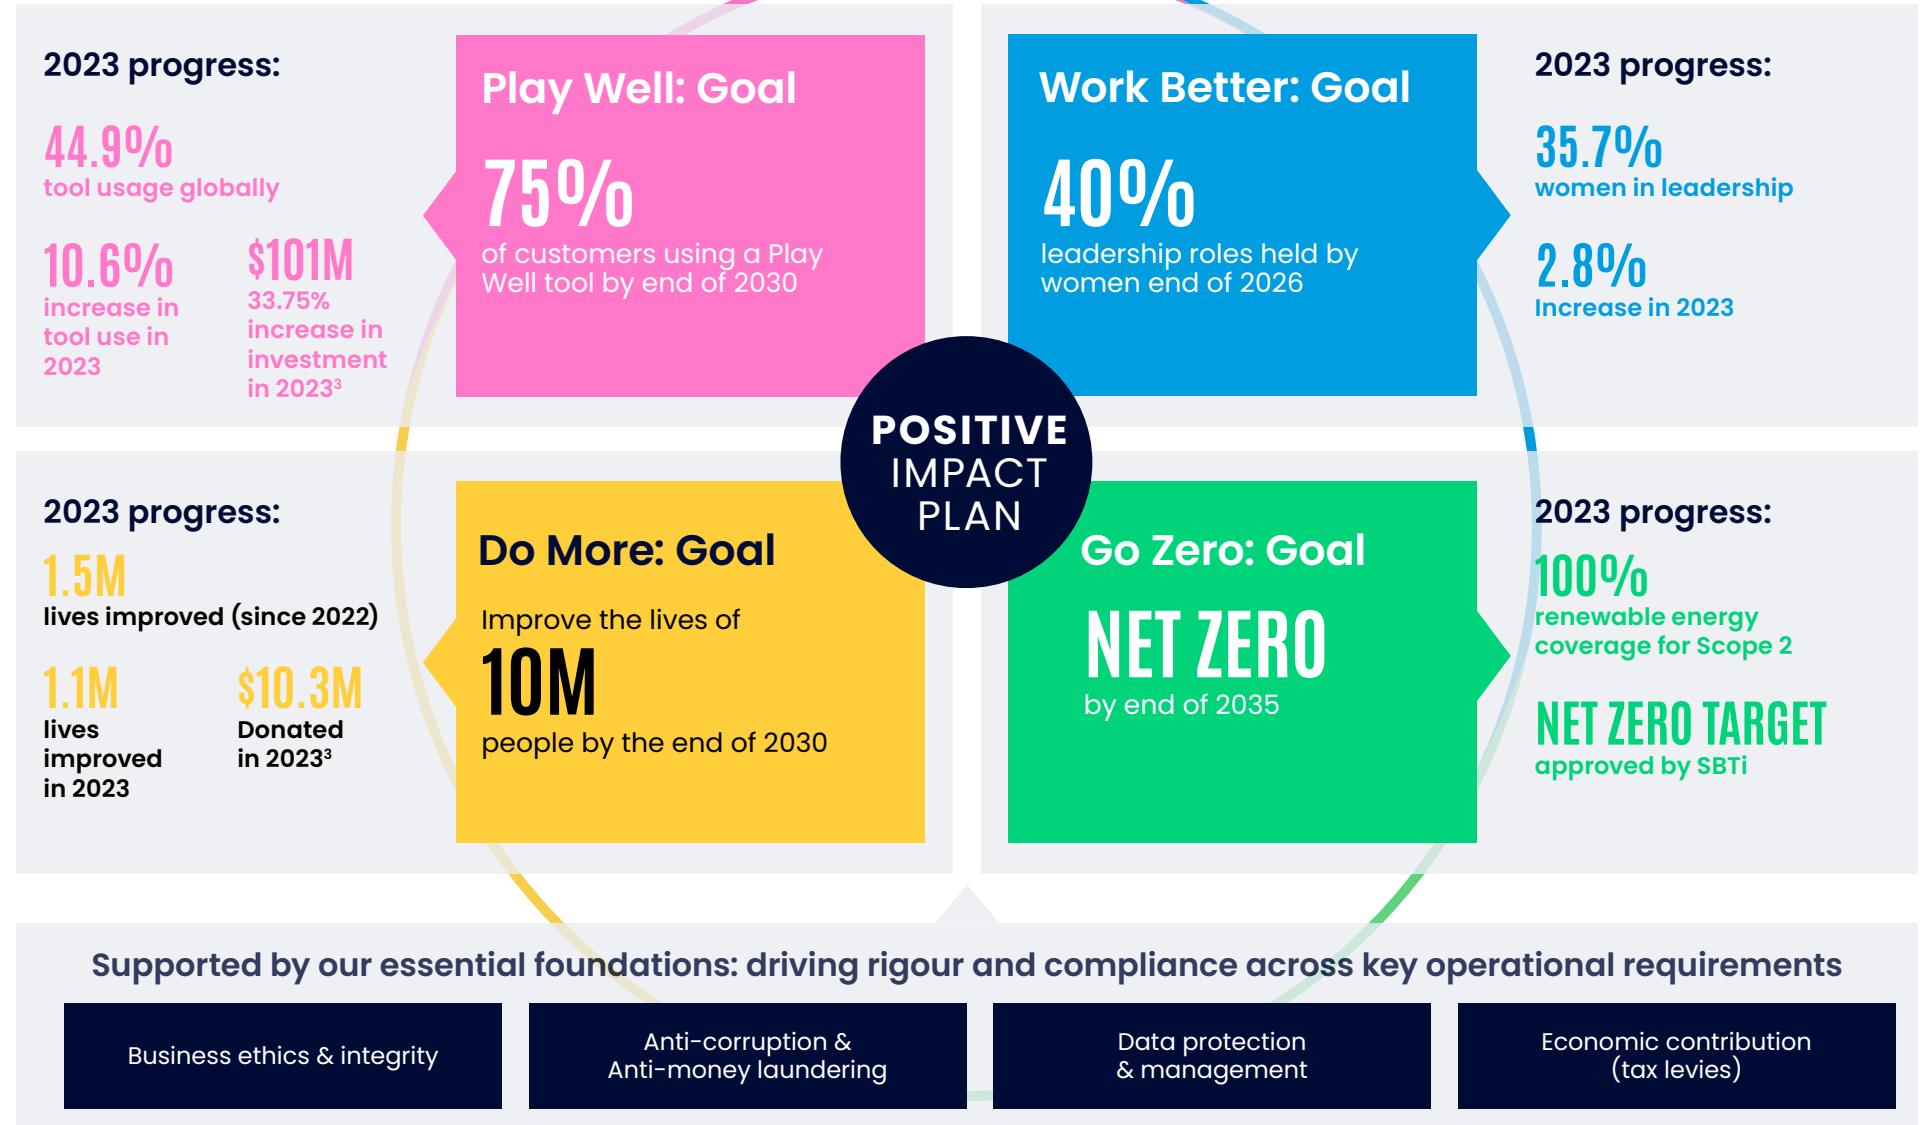 2023 progress:
44.9%
tool usage globally
10.6%
increase in
tool use in
2023
$101M
33.75%
increase in
investment
in 2023³
Play Well: Goal
75%
of customers using a Play
Well tool by end of 2030
Work Better: Goal
40%
leadership roles held by
women end of 2026
2023 progress:
35.7%
women in leadership
2.8%
Increase in 2023
POSITIVE
IMPACT
PLAN
2023 progress:
1.5M
lives improved (since 2022)
1.1M
lives
improved
in 2023
$10.3M
Donated
in 2023³
Do More: Goal
Improve the lives of
10M
people by the end of 2030
Go Zero: Goal
NET ZERO
by end of 2035
2023 progress:
100%
renewable energy
coverage for Scope 2
NET ZERO TARGET
approved by SBTi
Supported by our essential foundations: driving rigour and compliance across key operational requirements
Business ethics & integrity
Anti-corruption &
Anti-money laundering
Data protection
& management
Economic contribution
(tax levies)